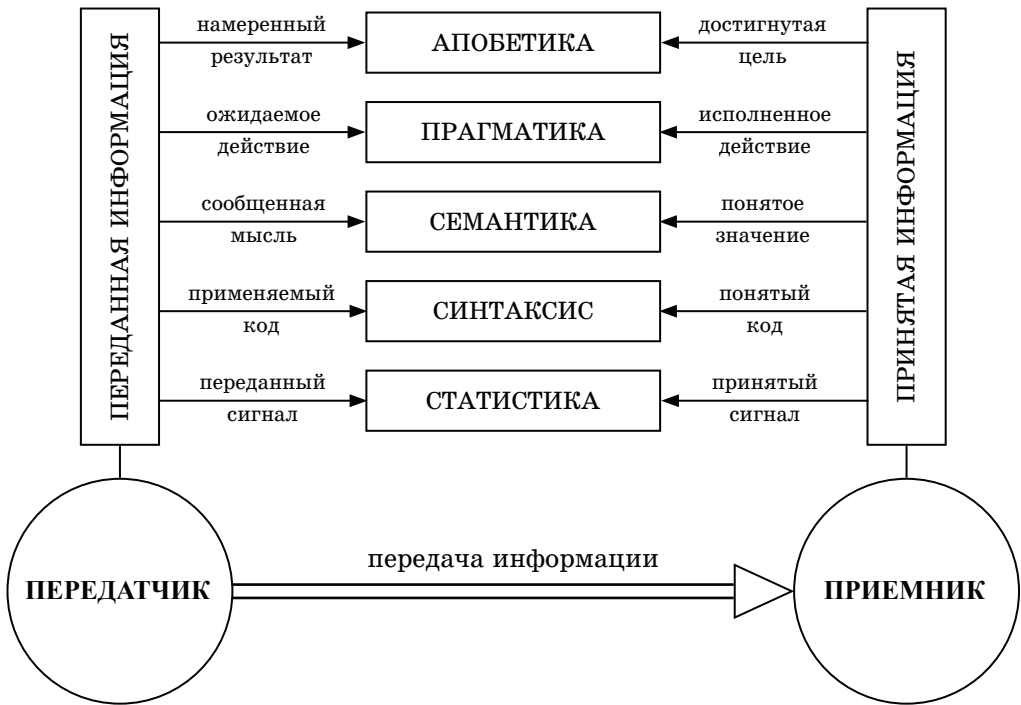 ПЕРЕДАННАЯ ИНФОРМАЦИЯ
намеренный
результат
АПОБЕТИКА
достигнутая
цель
ожидаемое
действие
ПРАГМАТИКА
исполненное
действие
сообщенная
мысль
СЕМАНТИКА
понятое
значение
применяемый
код
СИНТАКСИС
понятый
код
переданный
сигнал
СТАТИСТИКА
принятый
сигнал
ПРИНЯТАЯ ИНФОРМАЦИЯ
ПЕРЕДАТЧИК
передача информации
ПРИЕМНИК